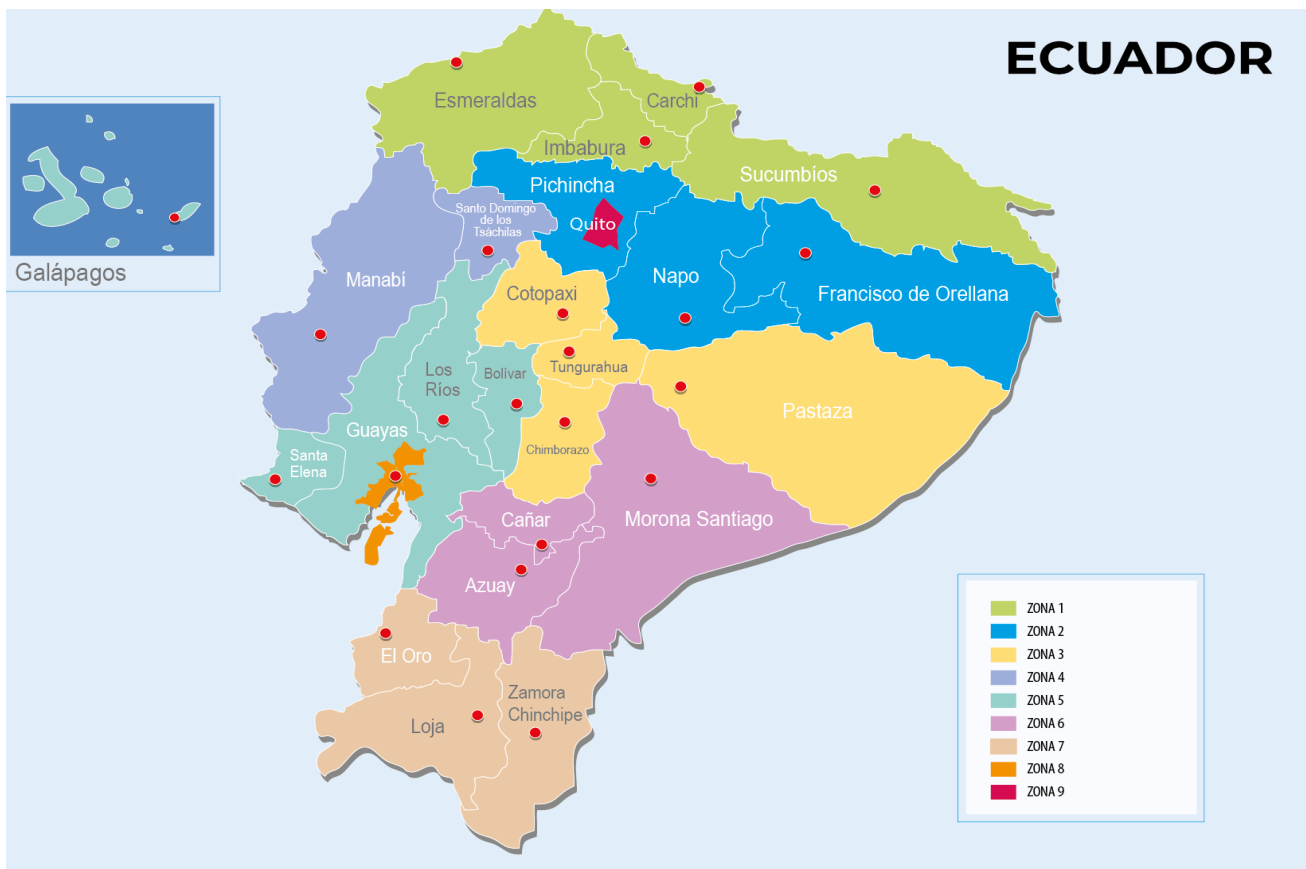 ECUADOR
Esmeraldas
Carchi
Imbabura
Sucumbíos
Pichincha
Quito
Santo Domingo
de los
Tsáchilas
Galápagos
Manabí
Napo
Francisco de Orellana
Cotopaxi
Los
Ríos
Bolivar
Tungurahua
Pastaza
Guayas
Chimborazo
Santa
Elena
Cañar
Morona Santiago
Azuay
El Oro
Zamora
Chinchipe
Loja
ZONA 1
ZONA 2
ZONA 3
ZONA 4
ZONA 5
ZONA 6
ZONA 7
ZONA 8
ZONA 9